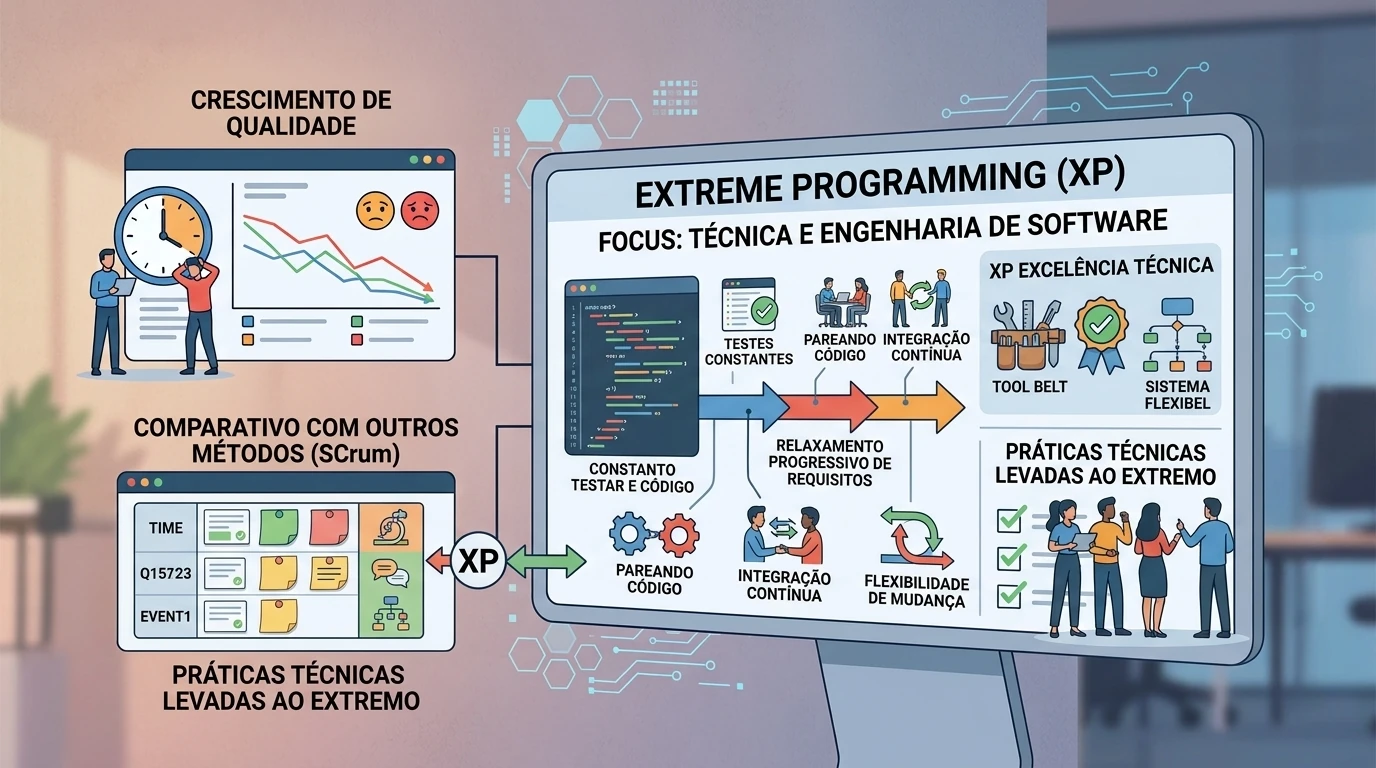 CRESCIMENTO DE
QUALIDADE
COMPARATIVO COM OUTROS
MÉTODOS (SCrum)
TIME
Q15723
EVENT1
PRÁTICAS TÉCNICAS
LEVADAS AO EXTREMO
XP
EXTREME PROGRAMMING (XP)
FOCUS: TÉCNICA E ENGENHARIA DE SOFTWARE
TESTES
CONSTANTES
PAREANDO
CÓDIGO
INTEGRAÇÃO
CONTÍNUA
CONSTANTO
TESTAR E CÓDIGO
RELAXAMENTO
PROGRESSIVO DE
REQUISITOS
PAREANDO
CÓDIGO
INTEGRAÇÃO
CONTÍNUA
FLEXIBILIDADE
DE MUDANÇA
XP EXCELÊNCIA TÉCNICA
TOOL BELT
SISTEMA
FLEXIBEL
PRÁTICAS TÉCNICAS
LEVADAS AO EXTREMO